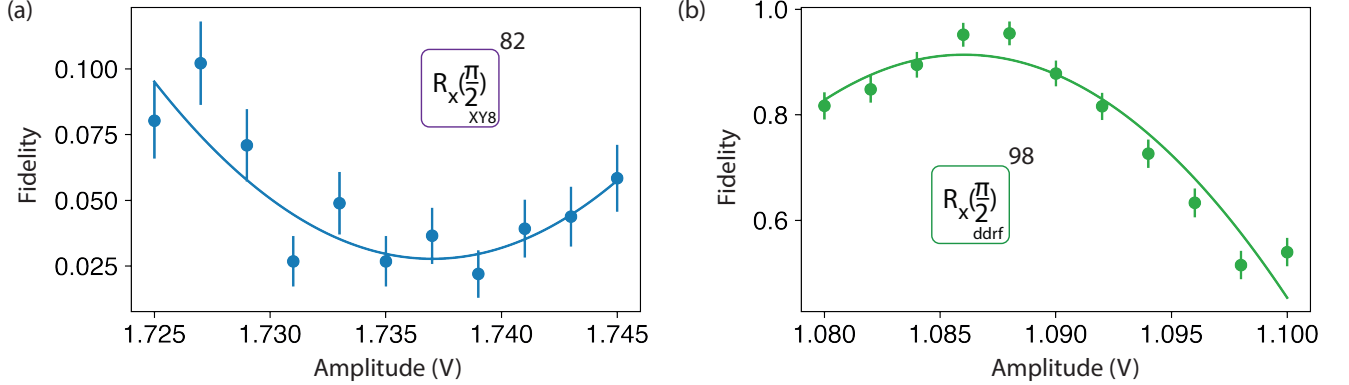 (a)
Fidelity
0.100
0.075
0.050
0.025
1.725 1.730 1.735 1.740 1.745
Amplitude (V)
R_x(π/2) 82
XY8
(b)
Fidelity
1.0
0.8
0.6
1.080 1.085 1.090 1.095 1.100
Amplitude (V)
R_x(π/2) 98
ddrf